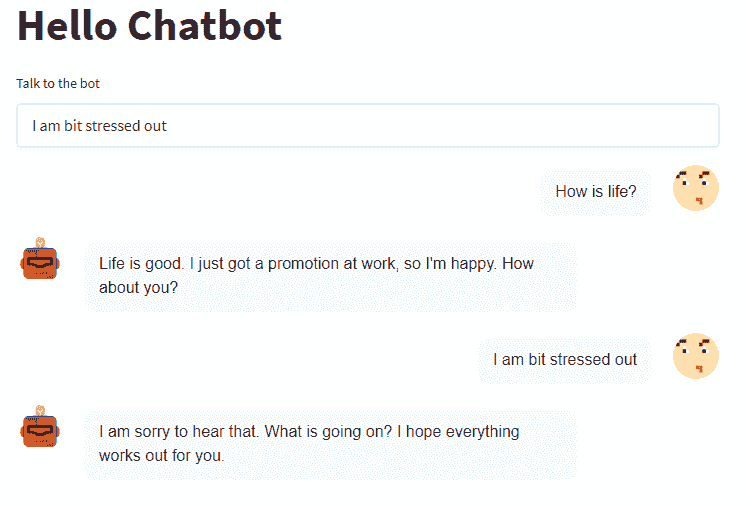 Hello Chatbot
Talk to the bot
I am bit stressed out
How is life?
Life is good. I just got a promotion at work, so I'm happy. How
about you?
I am bit stressed out
I am sorry to hear that. What is going on? I hope everything
works out for you.